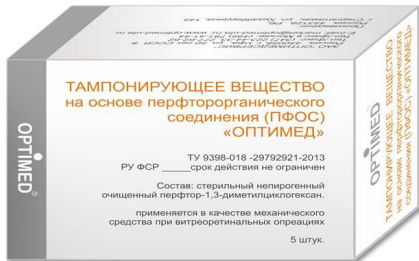 ТАМПОНИРУЮЩЕЕ ВЕЩЕСТВО
на основе перфторорганического
соединения (ПФОС)
«ОПТИМЕД»
ТУ 9398-018 -29792921-2013
РУ ФСР _____срок действия не ограничен
Состав: стерильный непирогенный
очищенный перфтор-1,3-диметилциклогексан.
применяется в качестве механического
средства при витреоретинальных опреациях
5 штук.
OPTIMED®
OPTIMED®
ТАМПОНИРУЮЩЕЕ ВЕЩЕСТВО
на основе перфторорганического
соединения (ПФОС) «ОПТИМЕД»